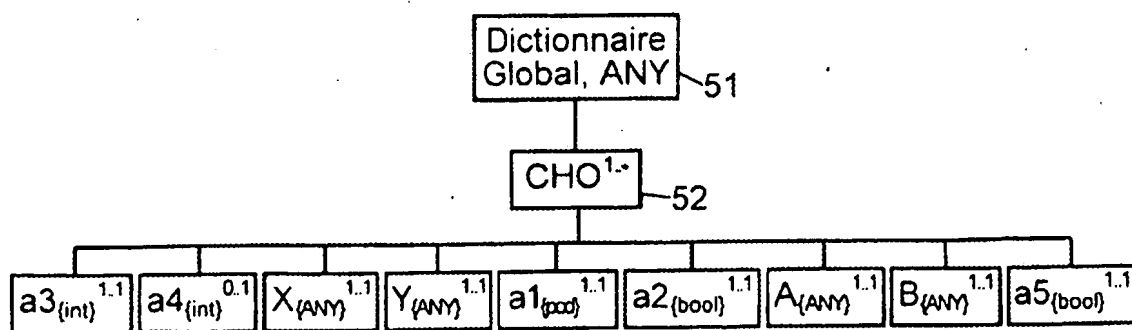 Dictionnaire
Global, ANY
51
CHO1..*
52
a3{int}1..1
a4{int}0..1
X{ANY}1..1
Y{ANY}1..1
a1{pcd}1..1
a2{bool}1..1
A{ANY}1..1
B{ANY}1..1
a5{bool}1..1